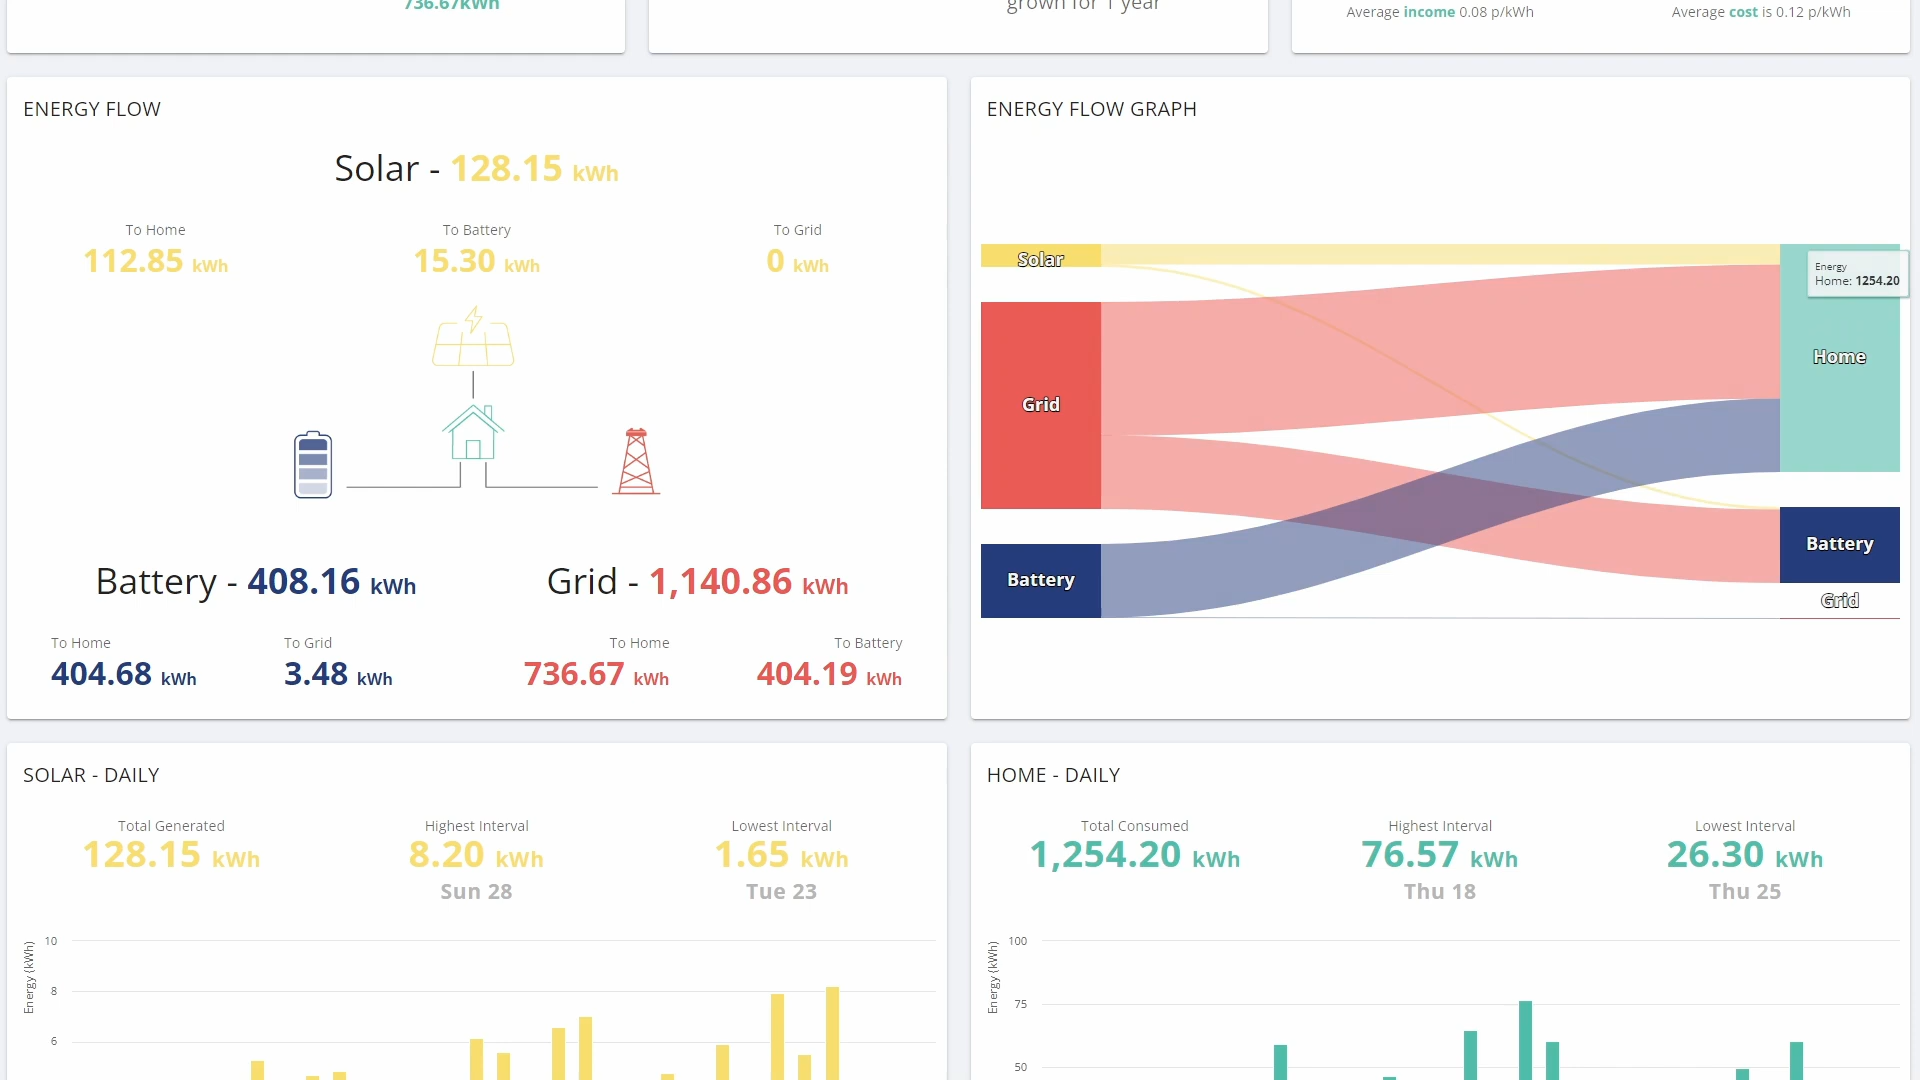 736.67kWh
grown for 1 year
Average income 0.08 p/kWh
Average cost is 0.12 p/kWh
ENERGY FLOW
Solar - 128.15 kWh
To Home
To Battery
To Grid
112.85 kWh
15.30 kWh
0 kWh
Battery - 408.16 kWh
Grid - 1,140.86 kWh
To Home
To Grid
To Home
To Battery
404.68 kWh
3.48 kWh
736.67 kWh
404.19 kWh
ENERGY FLOW GRAPH
Solar
Energy
Home: 1254.20
Home
Grid
Battery
Battery
Grid
SOLAR - DAILY
Total Generated
Highest Interval
Lowest Interval
128.15 kWh
8.20 kWh
1.65 kWh
Sun 28
Tue 23
Energy (kWh)
10
8
6
HOME - DAILY
Total Consumed
Highest Interval
Lowest Interval
1,254.20 kWh
76.57 kWh
26.30 kWh
Thu 18
Thu 25
Energy (kWh)
100
75
50